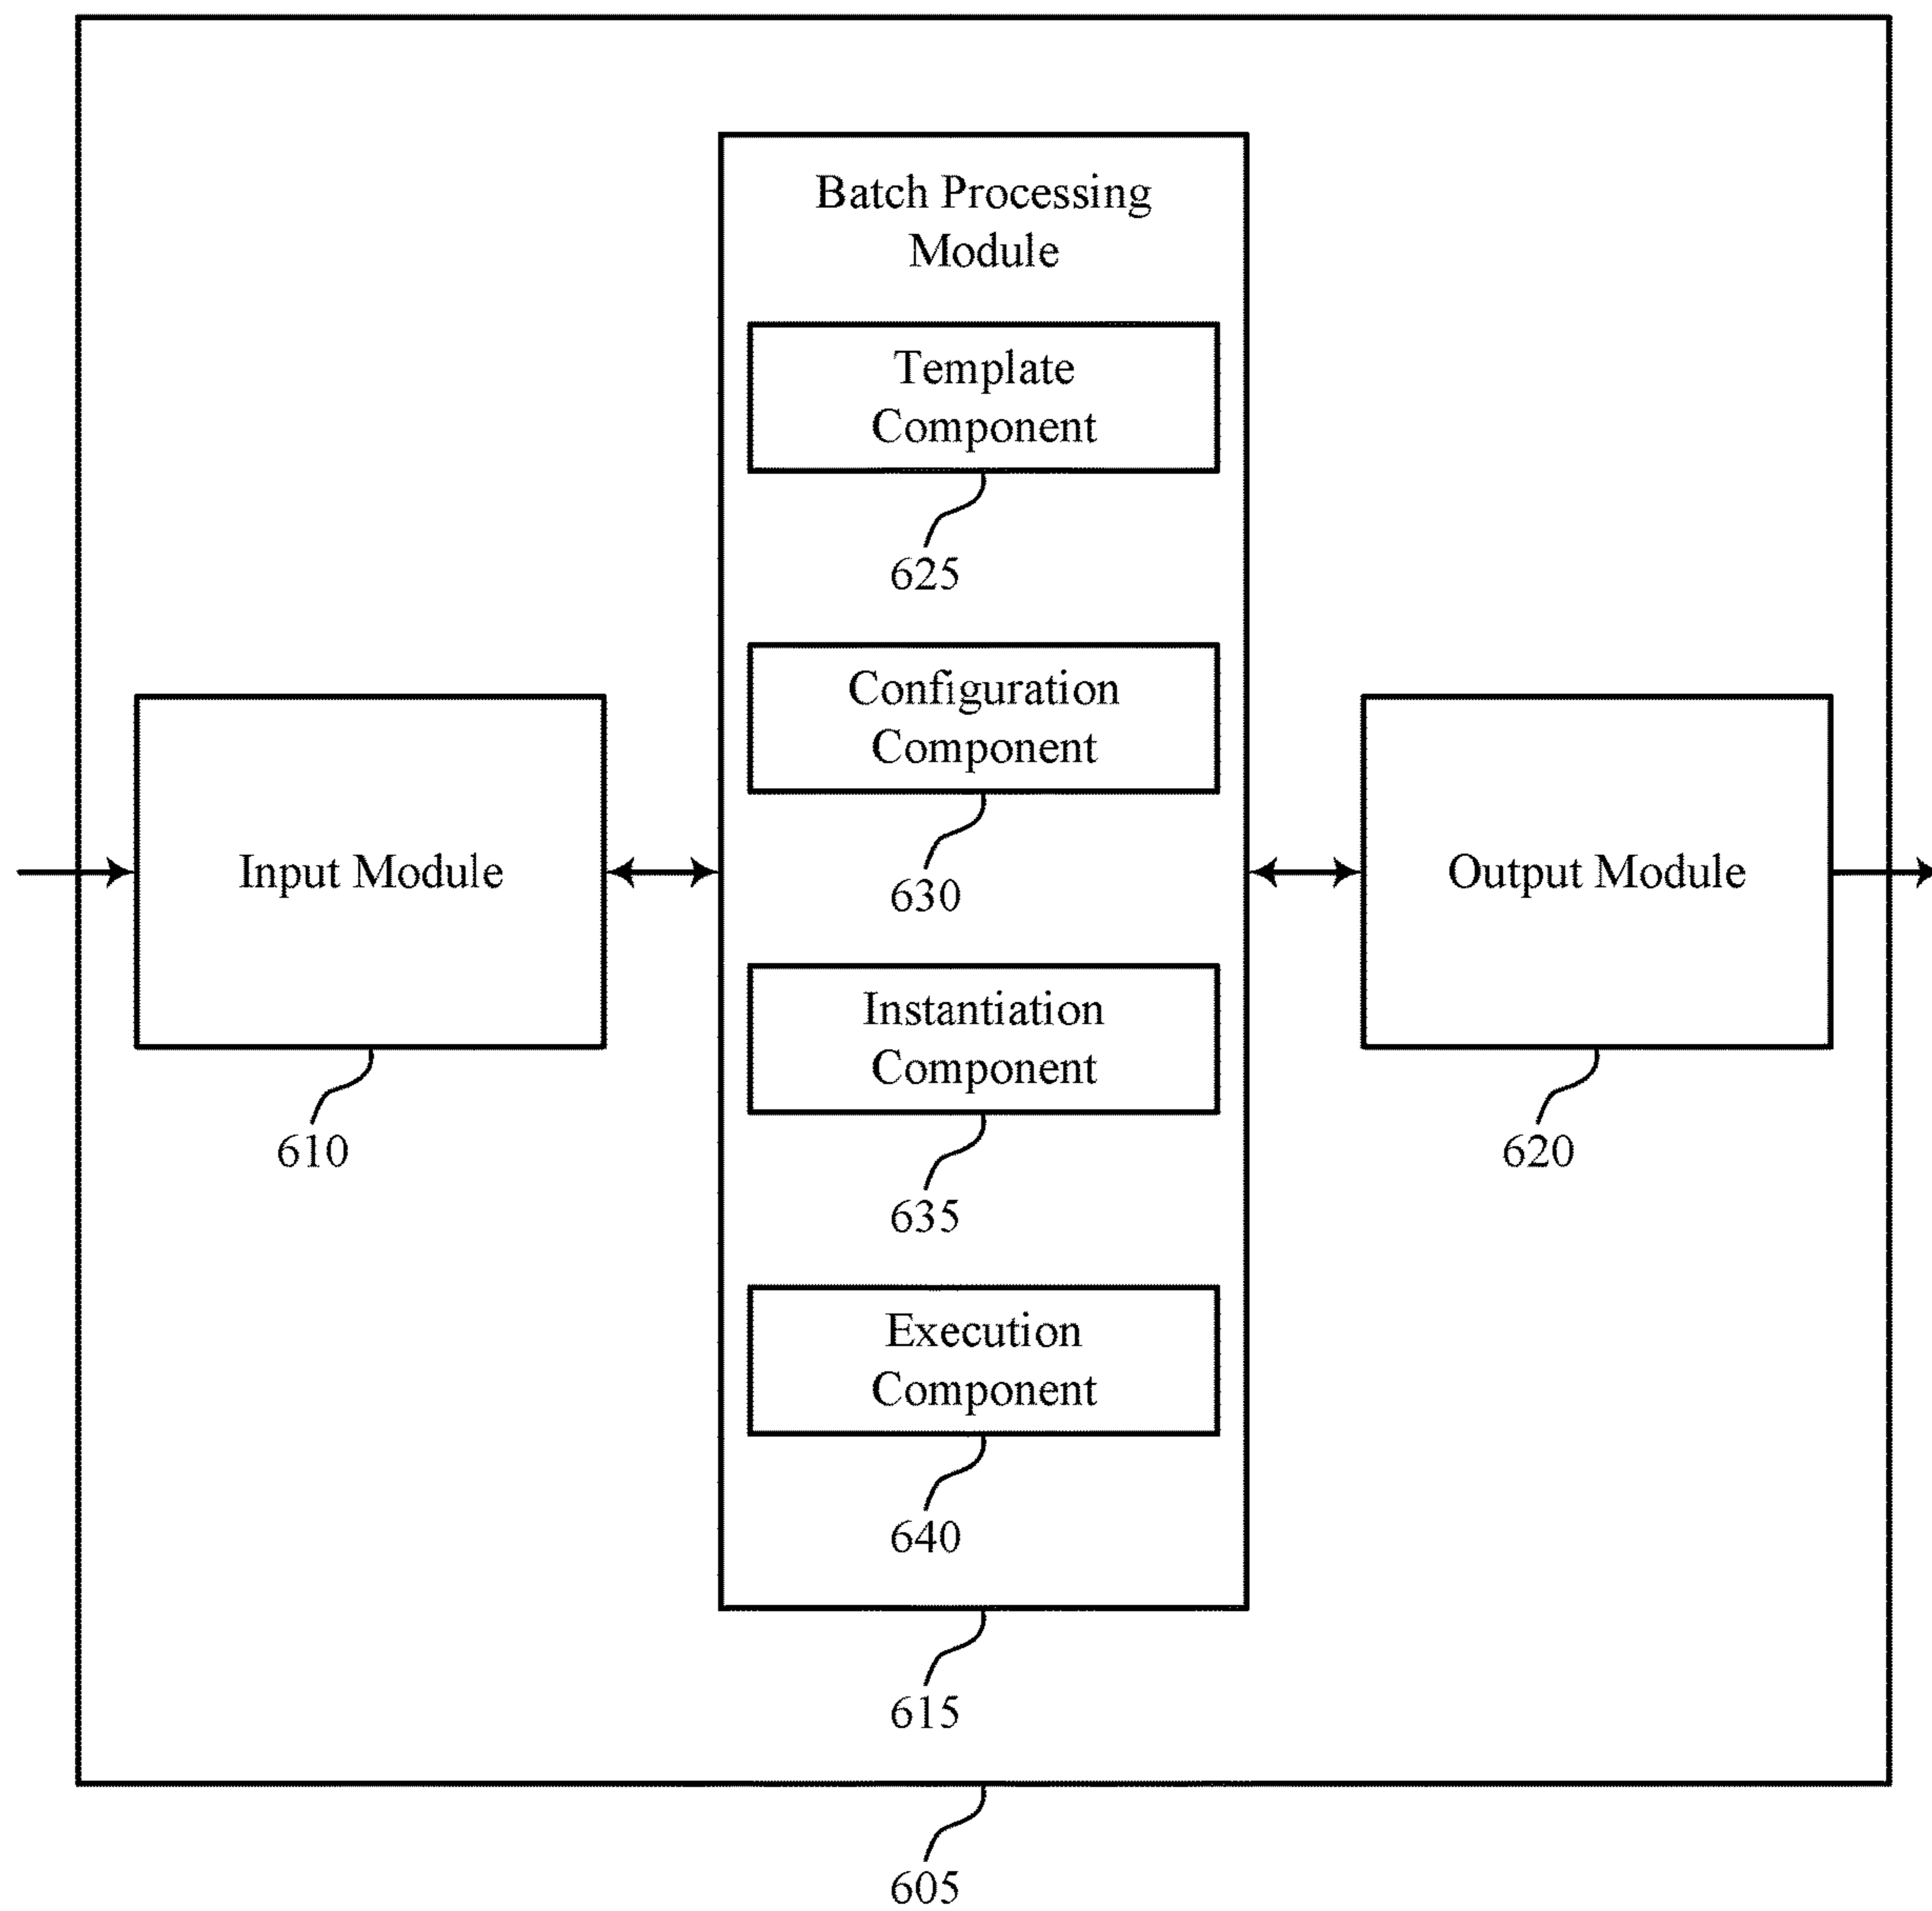 Batch Processing
Module
Template
Component
625
Configuration
Component
630
Input Module
Output Module
Instantiation
Component
610
620
635
Execution
Component
640
615
605